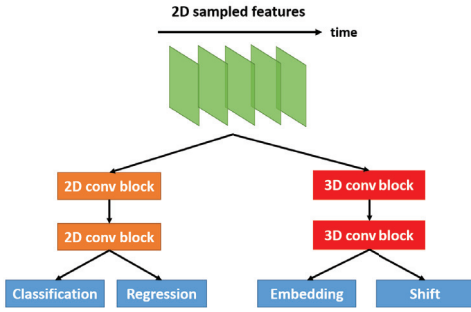 2D sampled features
time
2D conv block
3D conv block
2D conv block
3D conv block
Classification
Regression
Embedding
Shift